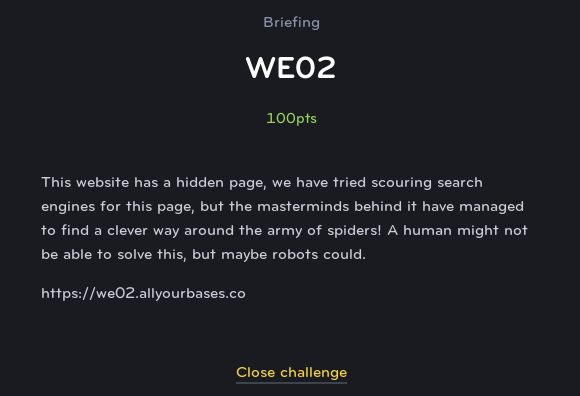 Briefing
WE02
100pts
This website has a hidden page, we have tried scouring search
engines for this page, but the masterminds behind it have managed
to find a clever way around the army of spiders! A human might not
be able to solve this, but maybe robots could.
https://we02.allyourbases.co
Close challenge